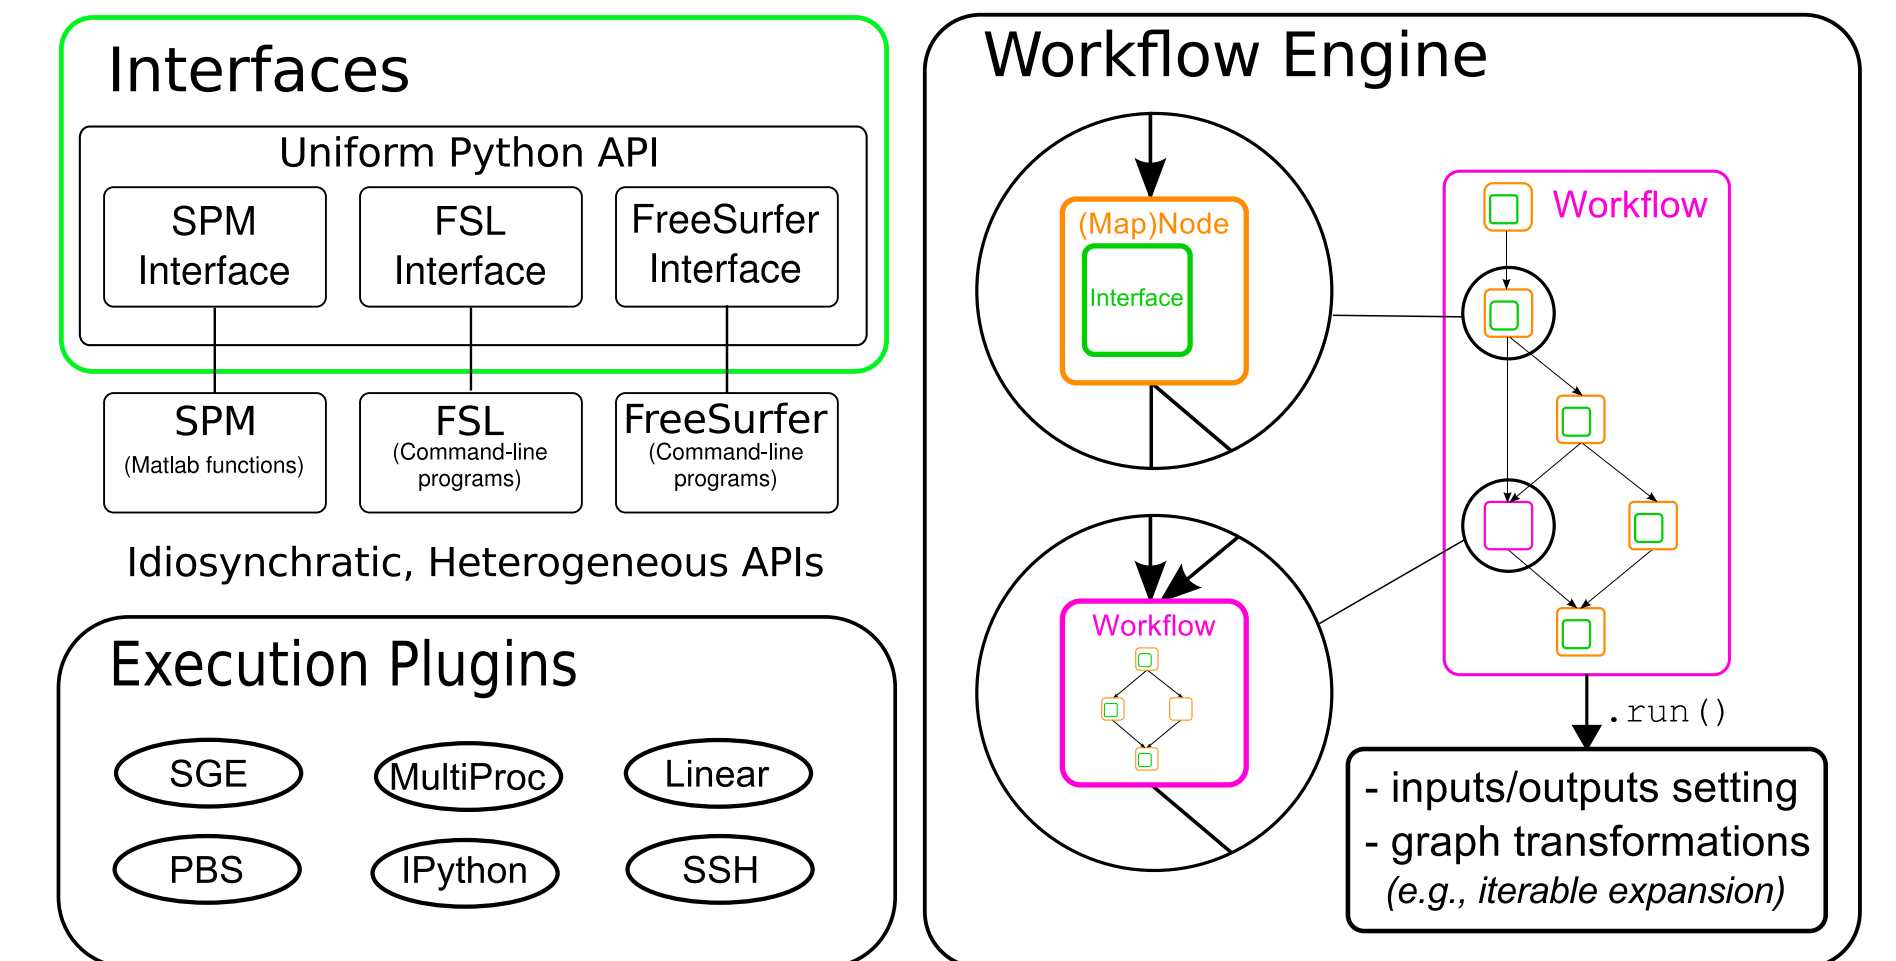 Interfaces
Uniform Python API
SPM
Interface
FSL
Interface
FreeSurfer
Interface
SPM
(Matlab functions)
FSL
(Command-line
programs)
FreeSurfer
(Command-line
programs)
Idiosynchratic, Heterogeneous APIs
Execution Plugins
SGE
MultiProc
Linear
PBS
IPython
SSH
Workflow Engine
(Map)Node
Interface
Workflow
Workflow
.run()
- inputs/outputs setting
- graph transformations
(e.g., iterable expansion)